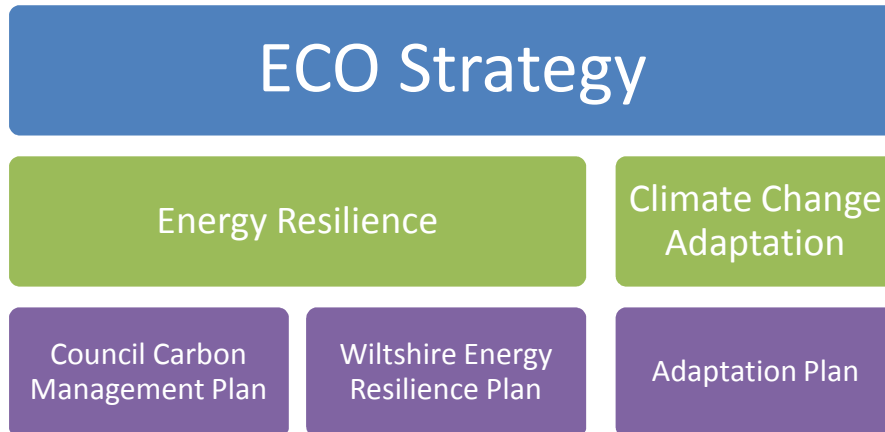 ECO Strategy
Energy Resilience
Climate Change
Adaptation
Council Carbon
Management Plan
Wiltshire Energy
Resilience Plan
Adaptation Plan